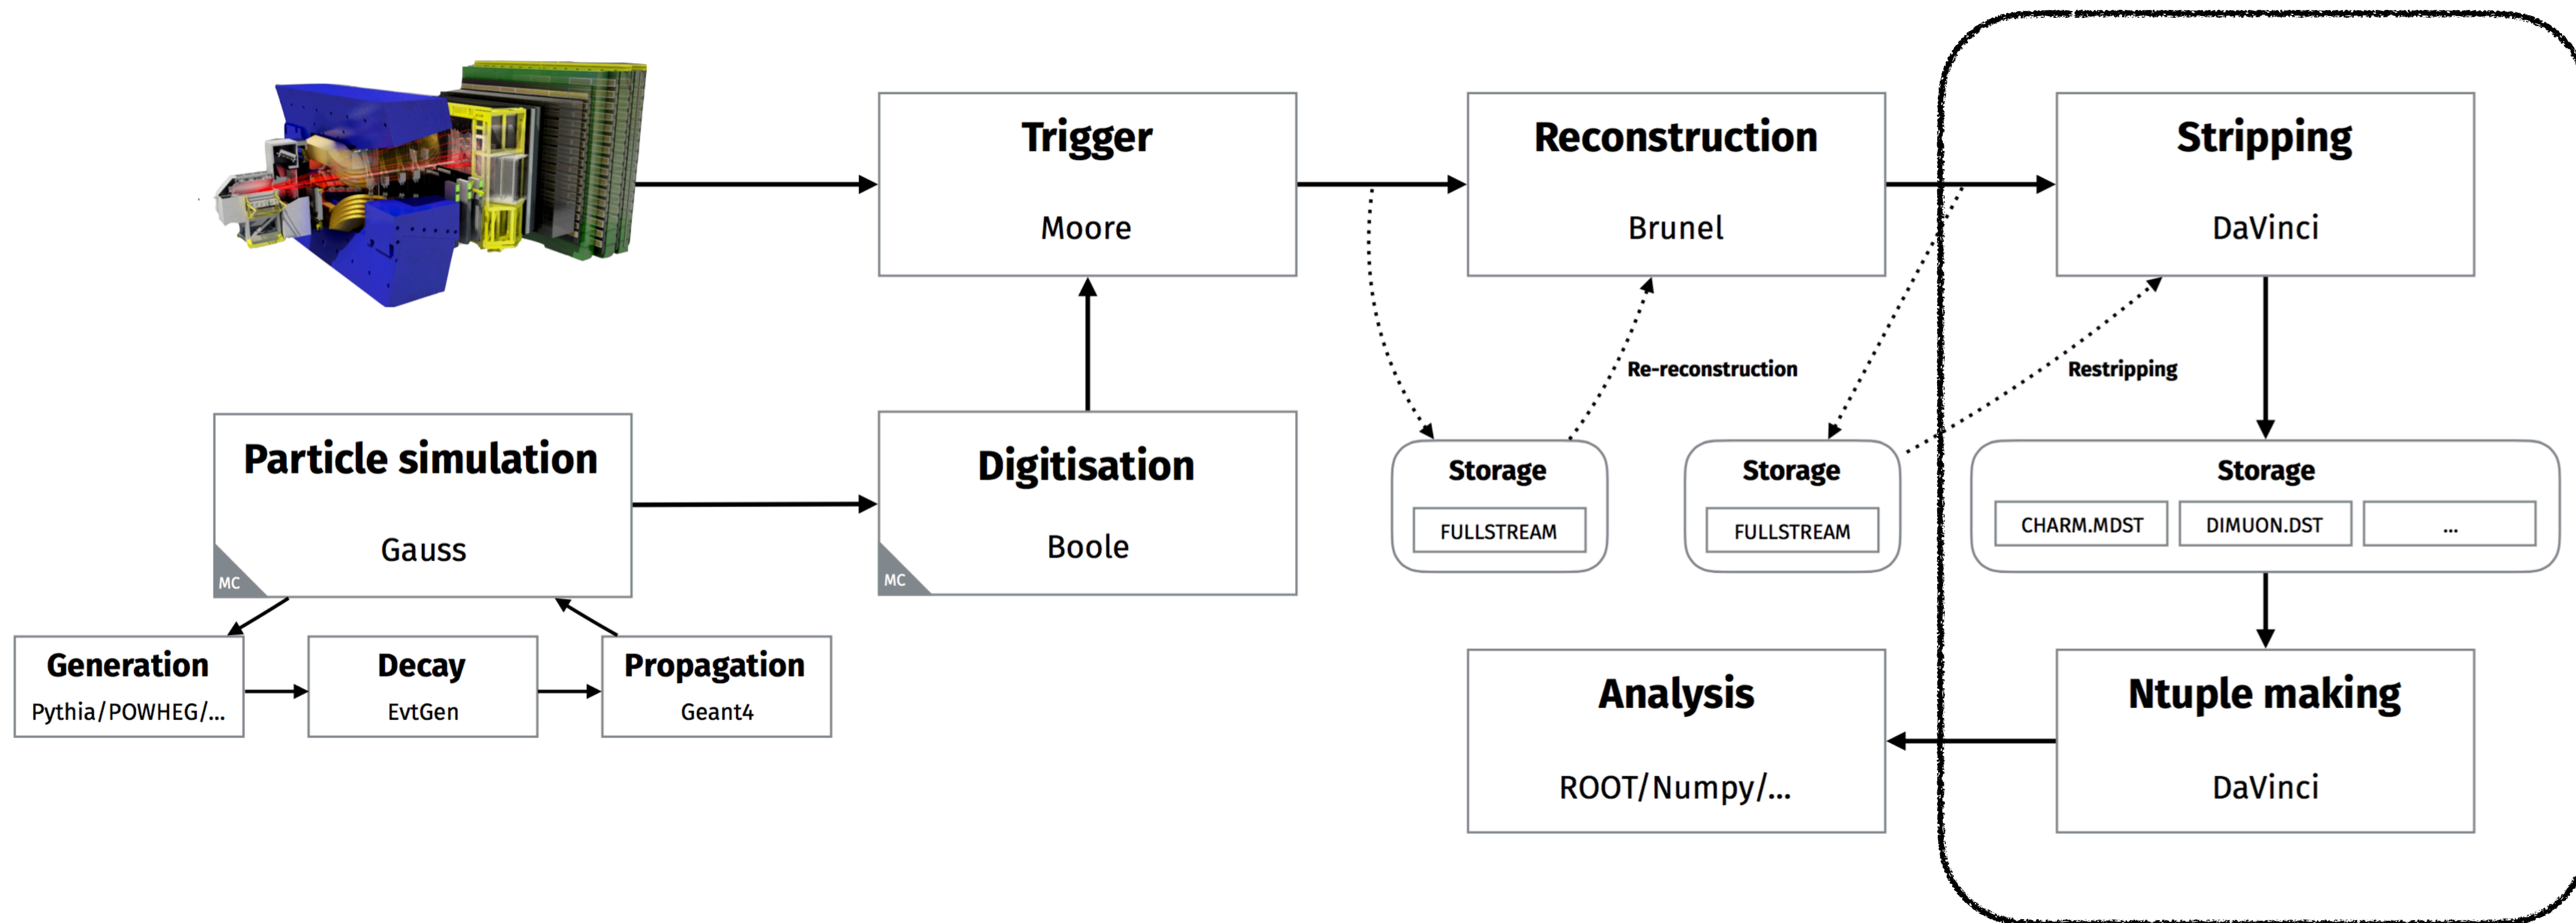 Trigger
Moore
Reconstruction
Brunel
Stripping
DaVinci
Re-reconstruction
Restripping
Particle simulation
Gauss
MC
Digitisation
Boole
MC
Storage
FULLSTREAM
Storage
FULLSTREAM
Storage
CHARM.MDST
DIMUON.DST
...
Generation
Pythia/POWHEG/...
Decay
EvtGen
Propagation
Geant4
Analysis
ROOT/Numpy/...
Ntuple making
DaVinci